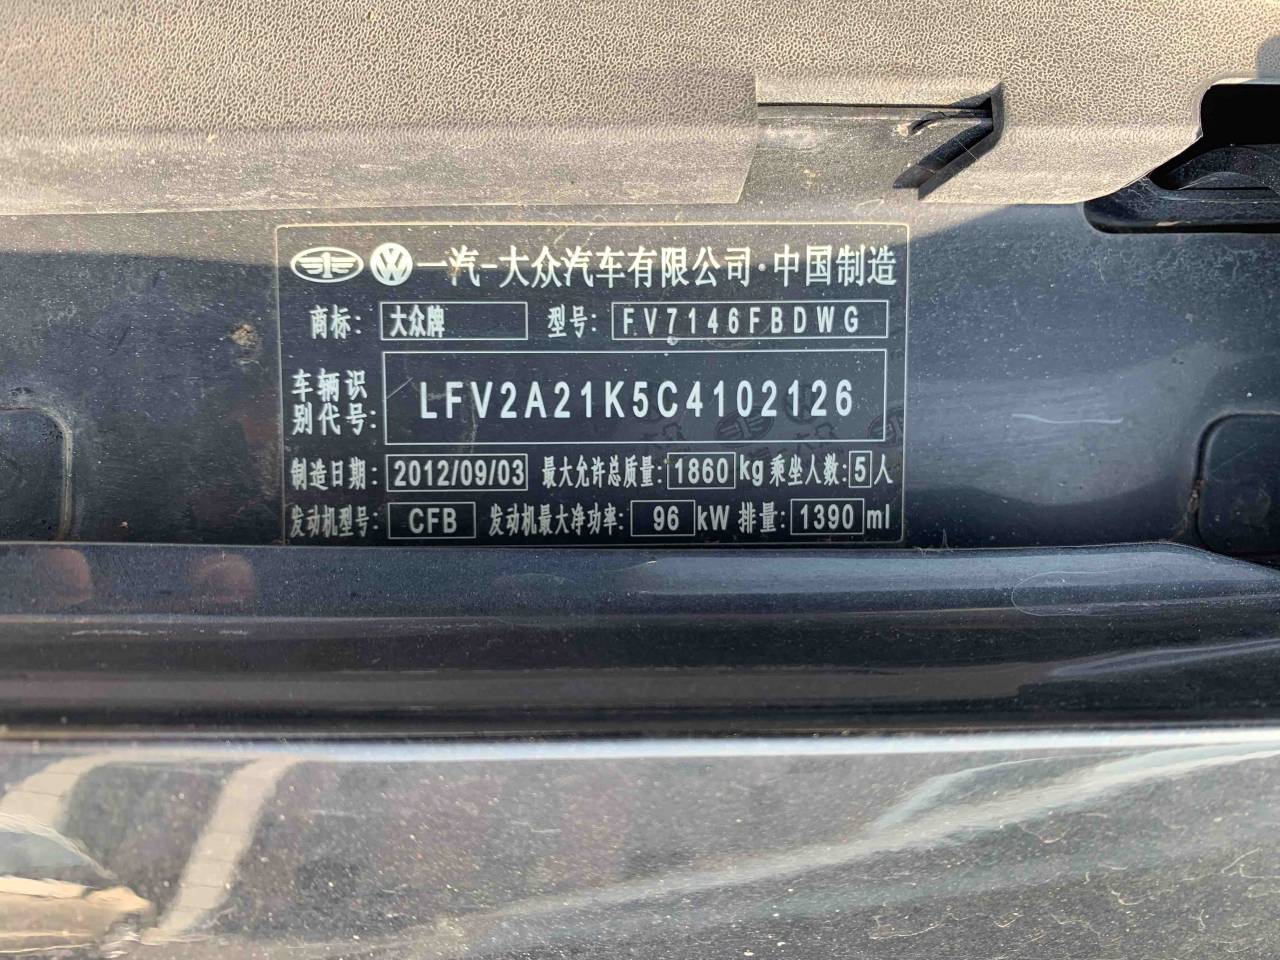 一汽-大众汽车有限公司·中国制造
商标: 大众牌 型号: FV7146FBDWG
车辆识别代号: LFV2A21K5C4102126
制造日期: 2012/09/03 最大允许总质量: 1860 kg 乘坐人数: 5 人
发动机型号: CFB 发动机最大净功率: 96 kW 排量: 1390 ml